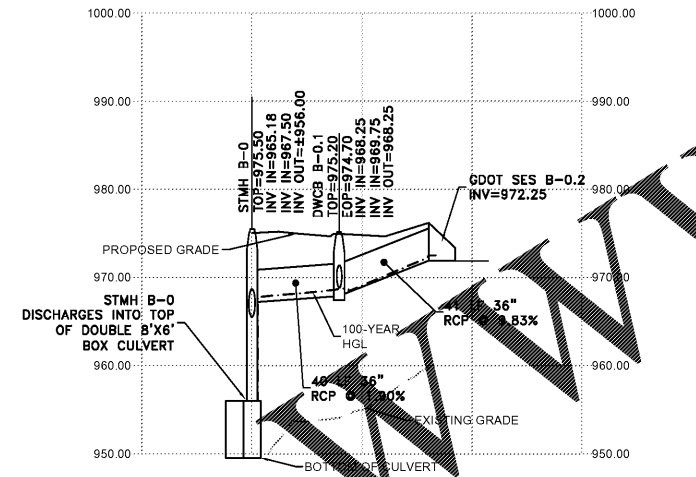 1000.00
1000.00
990.00
990.00
980.00
980.00
970.00
970.00
960.00
960.00
950.00
950.00
STMH B-0
TOP=975.50
INV IN=965.18
INV IN=967.50
INV OUT=±956.00
DWCB B-0.1
TOP=975.20
EOP=974.70
INV IN=968.25
INV IN=969.75
INV OUT=968.25
GDOT SES B-0.2
INV=972.25
PROPOSED GRADE
STMH B-0
DISCHARGES INTO TOP
OF DOUBLE 8'X6'
BOX CULVERT
100-YEAR
HGL
41 LF 36"
RCP @
40 LF 36"
RCP @ 1.90%
EXISTING GRADE
BOTTOM OF CULVERT
WWW